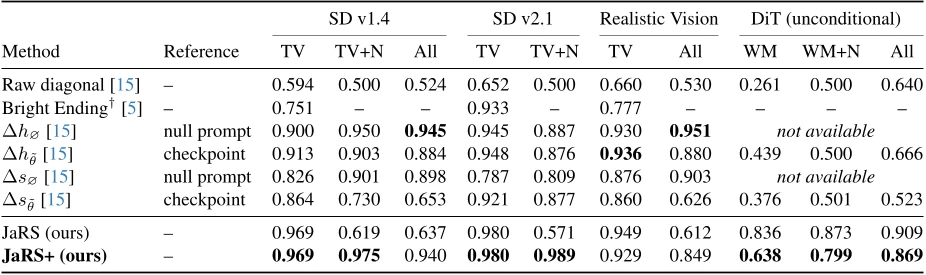 SD v1.4 SD v2.1 Realistic Vision DiT (unconditional)
Method Reference TV TV+N All TV TV+N TV All WM WM+N All
Raw diagonal [15] – 0.594 0.500 0.524 0.652 0.500 0.660 0.530 0.261 0.500 0.640
Bright Ending† [5] – 0.751 – – 0.933 – 0.777 – – – –
Δh∅ [15] null prompt 0.900 0.950 0.945 0.945 0.887 0.930 0.951 not available
Δhθ̃ [15] checkpoint 0.913 0.903 0.884 0.948 0.876 0.936 0.880 0.439 0.500 0.666
Δs∅ [15] null prompt 0.826 0.901 0.898 0.787 0.809 0.876 0.903 not available
Δsθ̃ [15] checkpoint 0.864 0.730 0.653 0.921 0.877 0.860 0.626 0.376 0.501 0.523
JaRS (ours) – 0.969 0.619 0.637 0.980 0.571 0.949 0.612 0.836 0.873 0.909
JaRS+ (ours) – 0.969 0.975 0.940 0.980 0.989 0.929 0.849 0.638 0.799 0.869